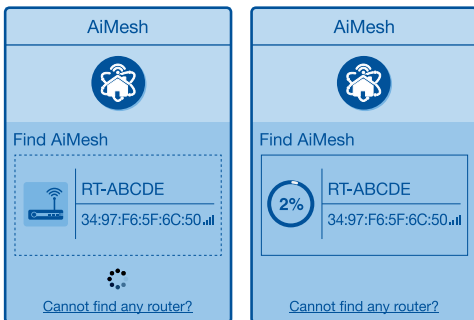 AiMesh
Find AiMesh
RT-ABCDE
34:97:F6:5F:6C:50
Cannot find any router?
AiMesh
Find AiMesh
2%
RT-ABCDE
34:97:F6:5F:6C:50
Cannot find any router?